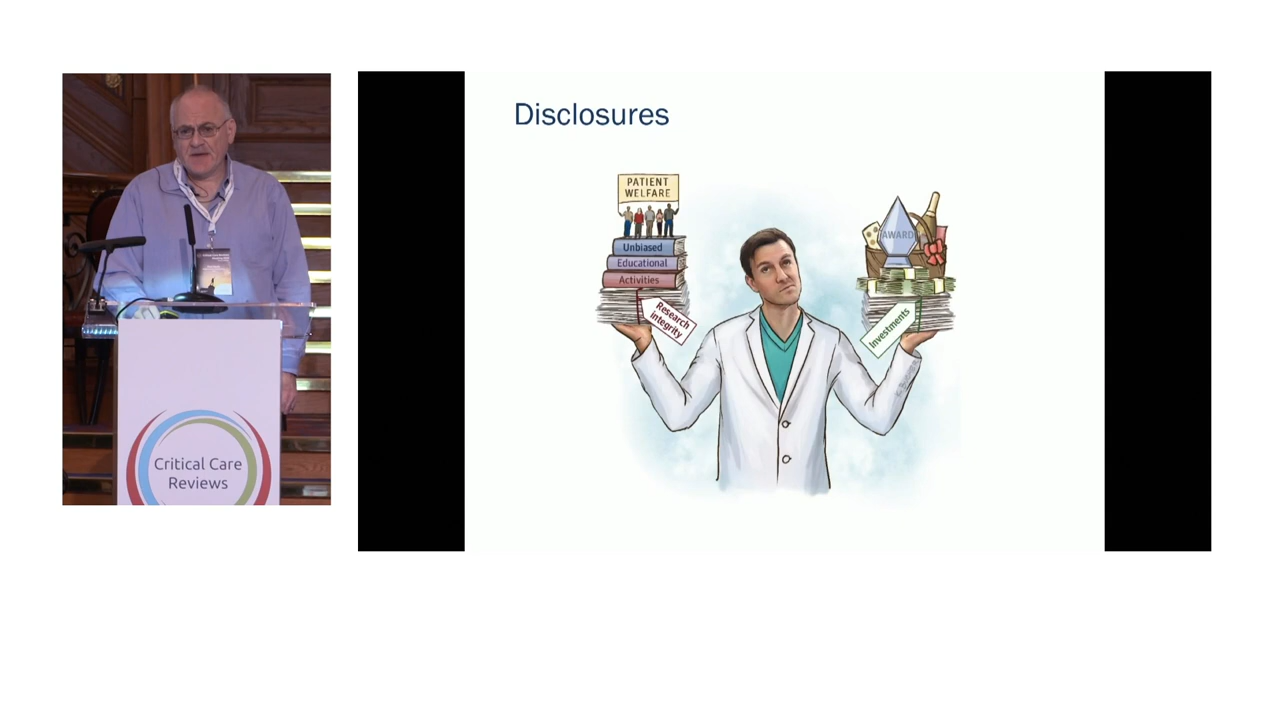 Disclosures
PATIENT
WELFARE
Unbiased
Educational
Activities
Research
integrity
AWARD
Investments
Critical Care
Reviews